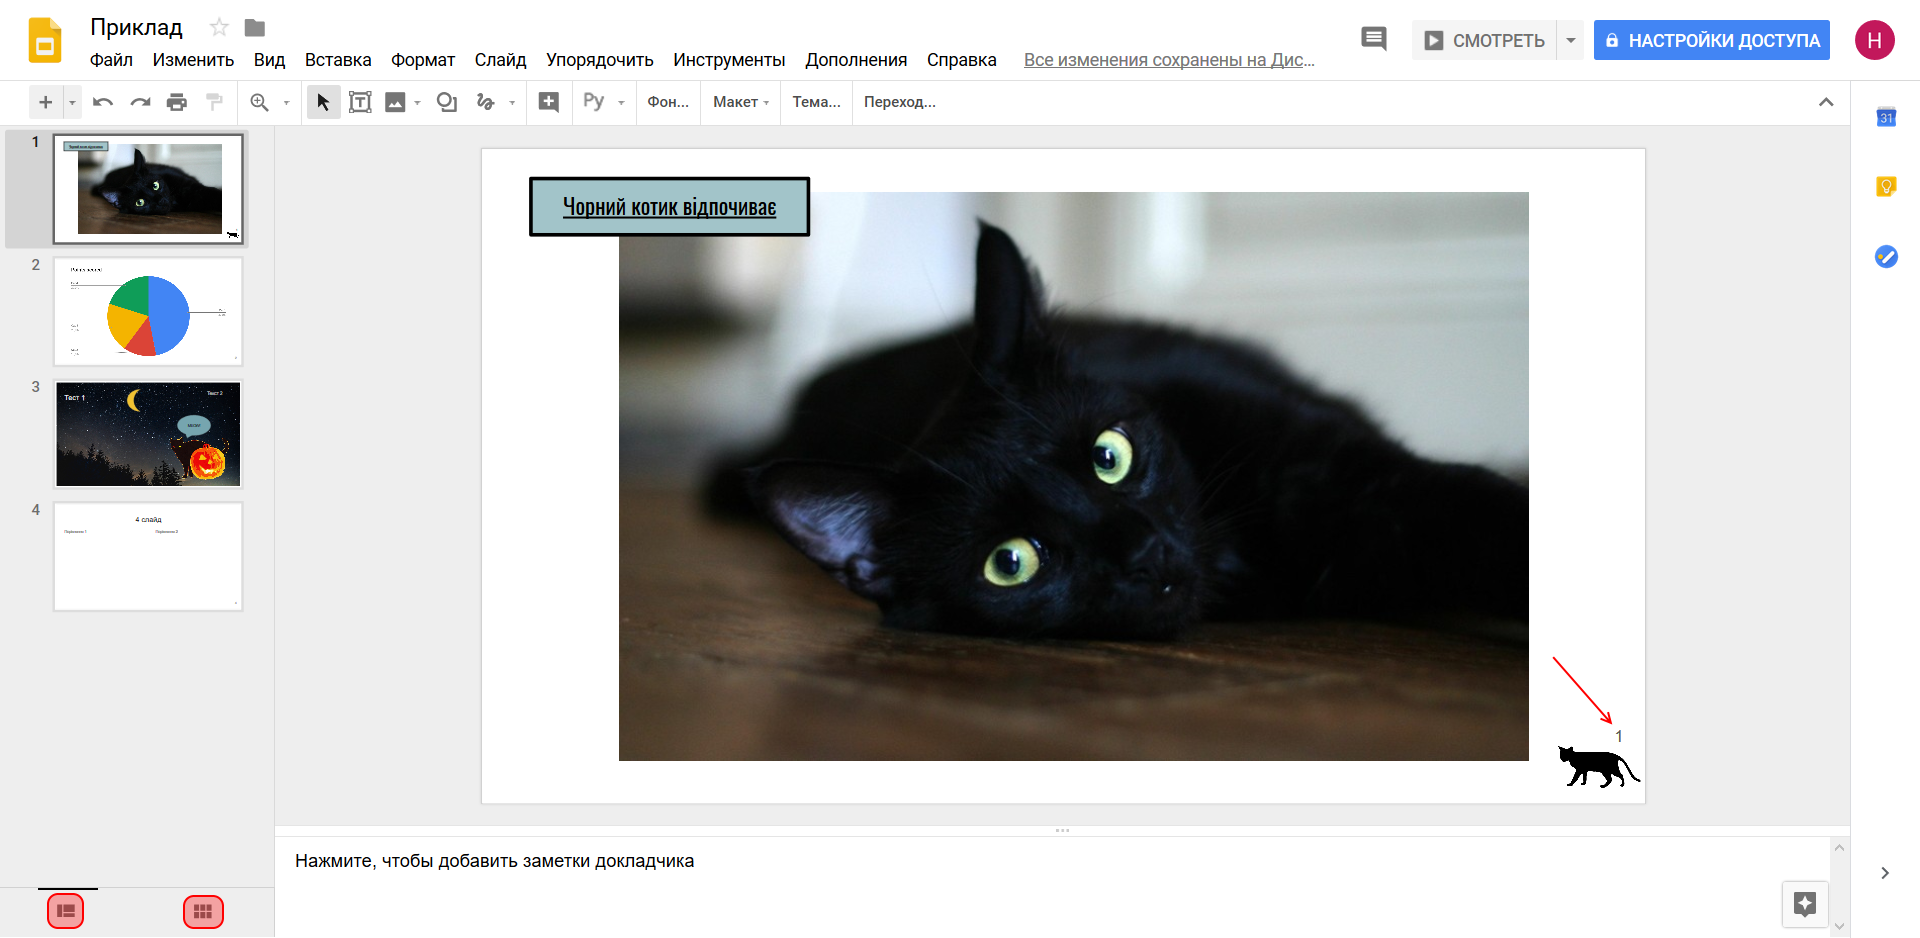 Приклад
Файл Изменить Вид Вставка Формат Слайд Упорядочить Инструменты Дополнения Справка Все изменения сохранены на Дис...
СМОТРЕТЬ
НАСТРОЙКИ ДОСТУПА
Н
Ру
Фон... Макет Тема... Переход...
31
1
2
3
Тест 1
Тест 2
4
4 слайд
Чорний котик відпочиває
1
Нажмите, чтобы добавить заметки докладчика